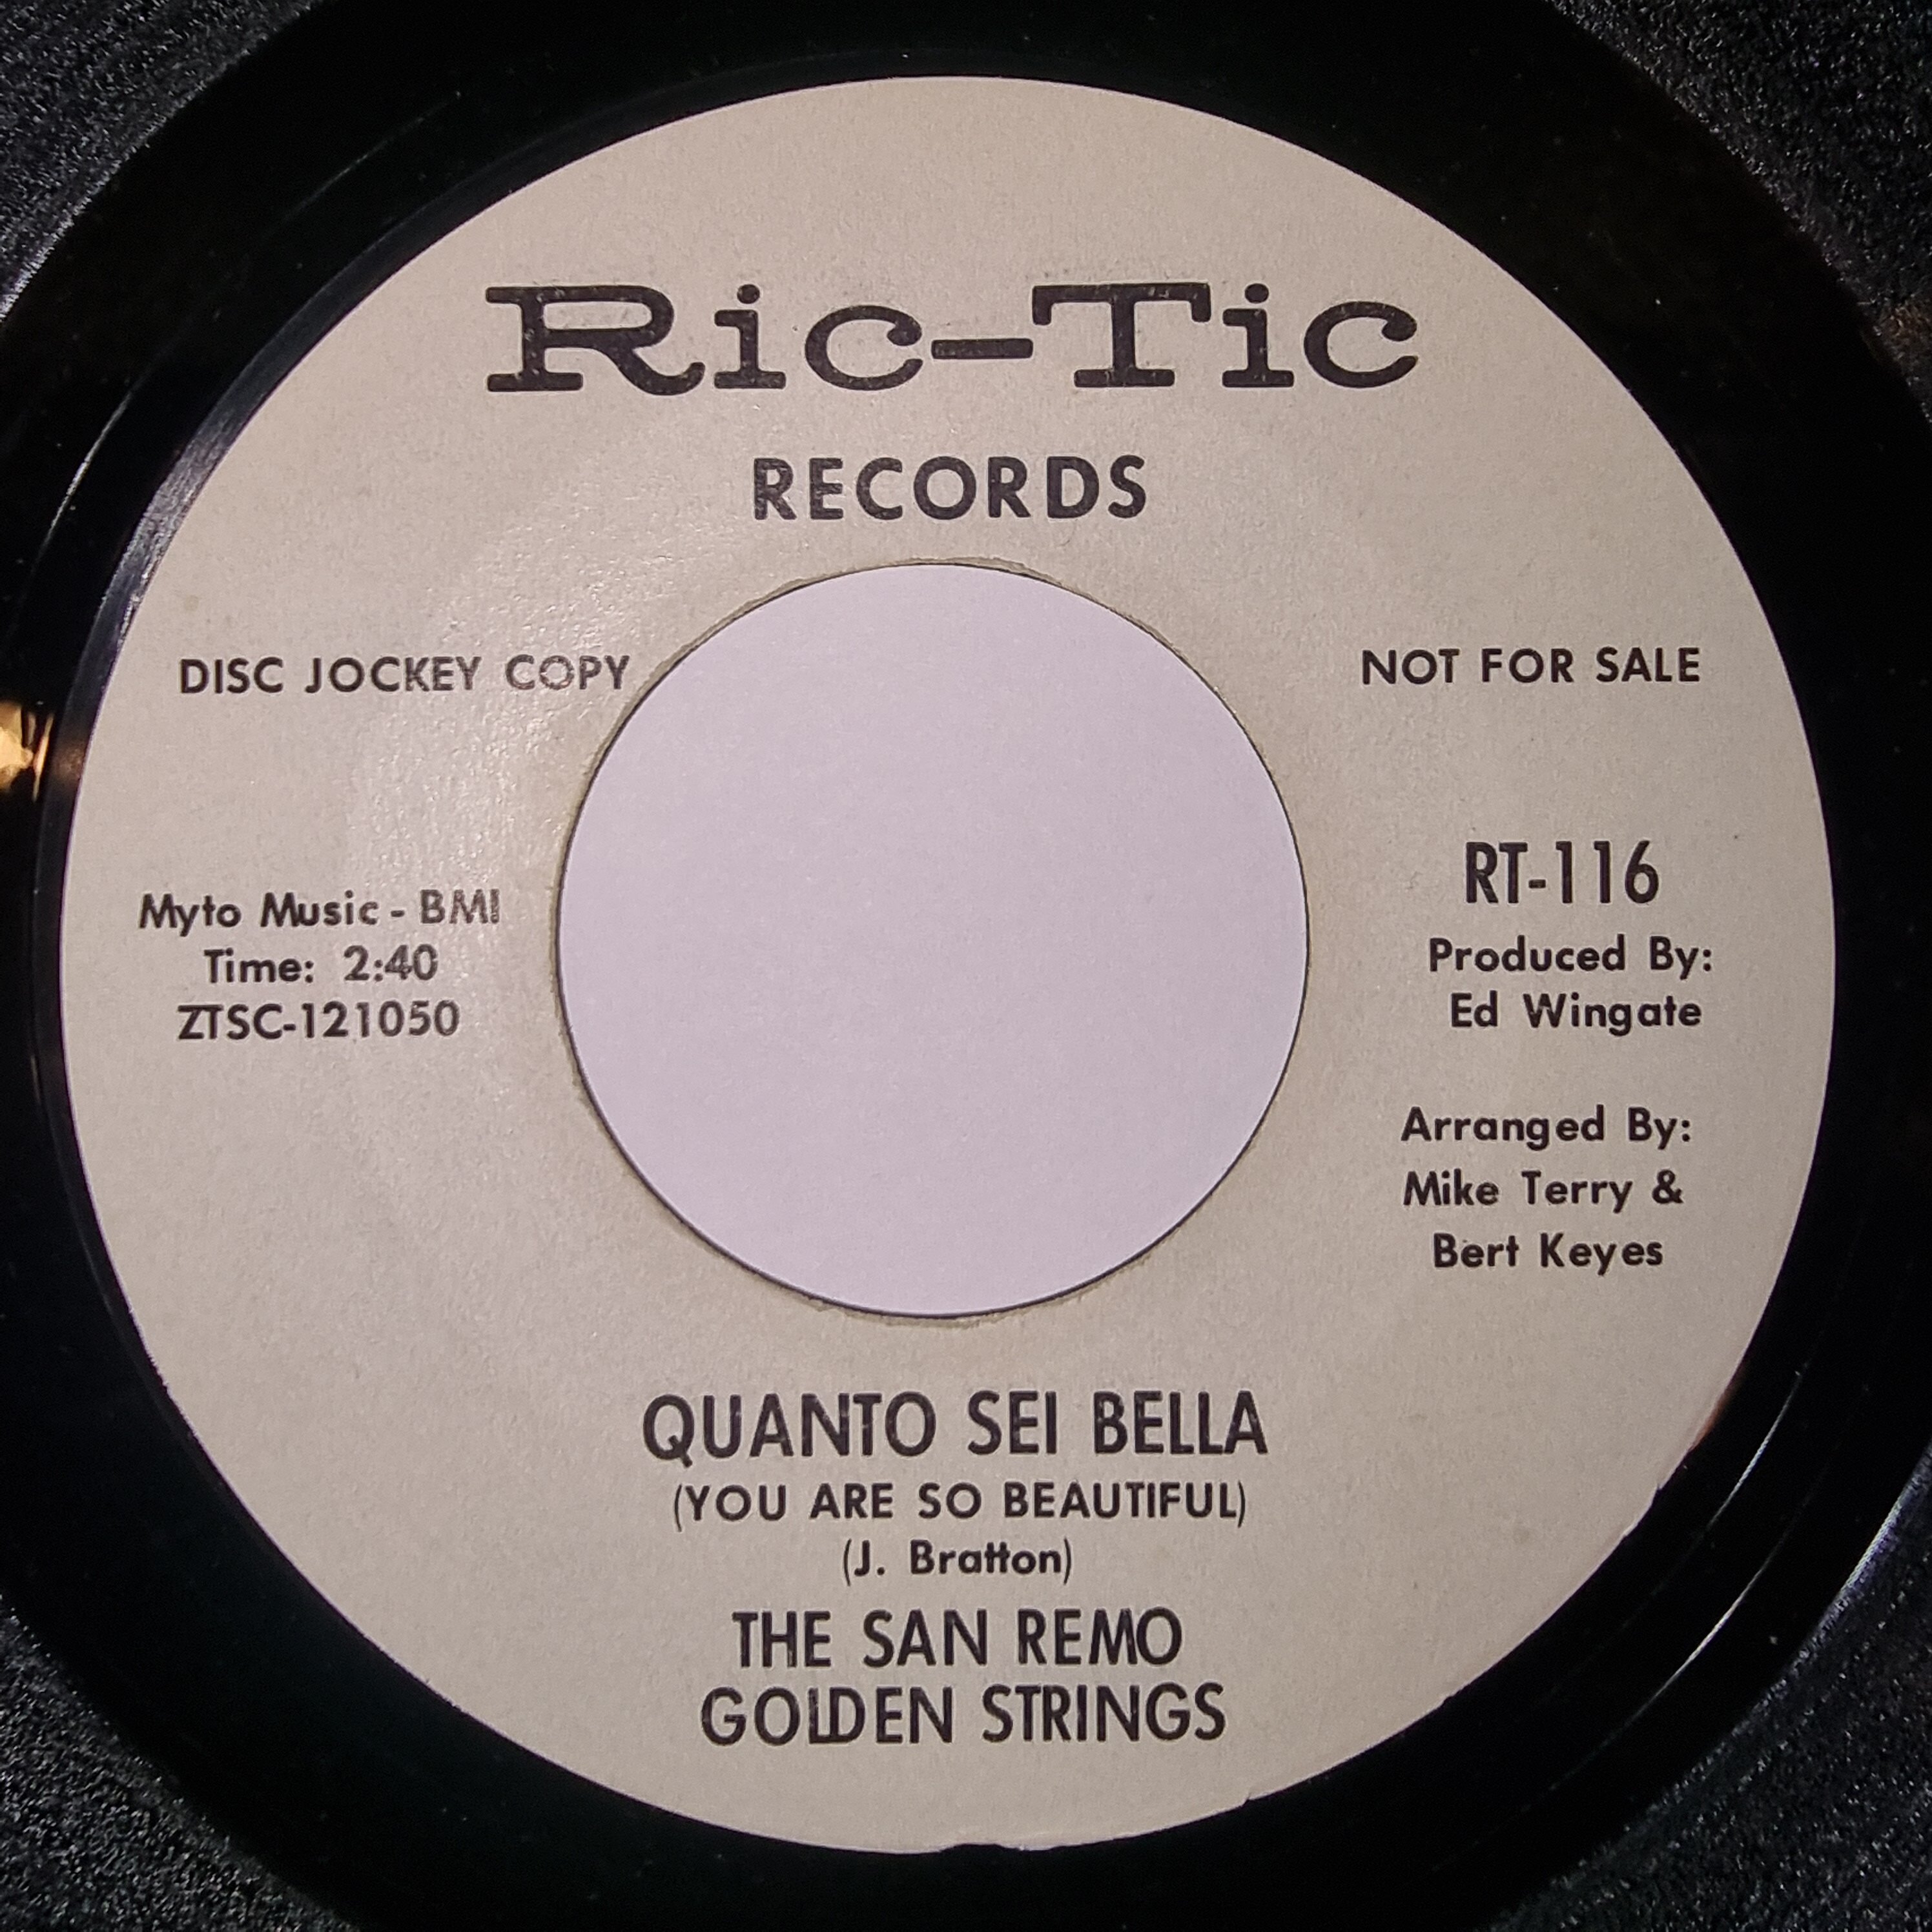 Ric-Tic
RECORDS
DISC JOCKEY COPY
NOT FOR SALE
Myto Music - BMI
Time: 2:40
ZTSC-121050
RT-116
Produced By:
Ed Wingate
Arranged By:
Mike Terry &
Bert Keyes
QUANTO SEI BELLA
(YOU ARE SO BEAUTIFUL)
(J. Bratton)
THE SAN REMO
GOLDEN STRINGS